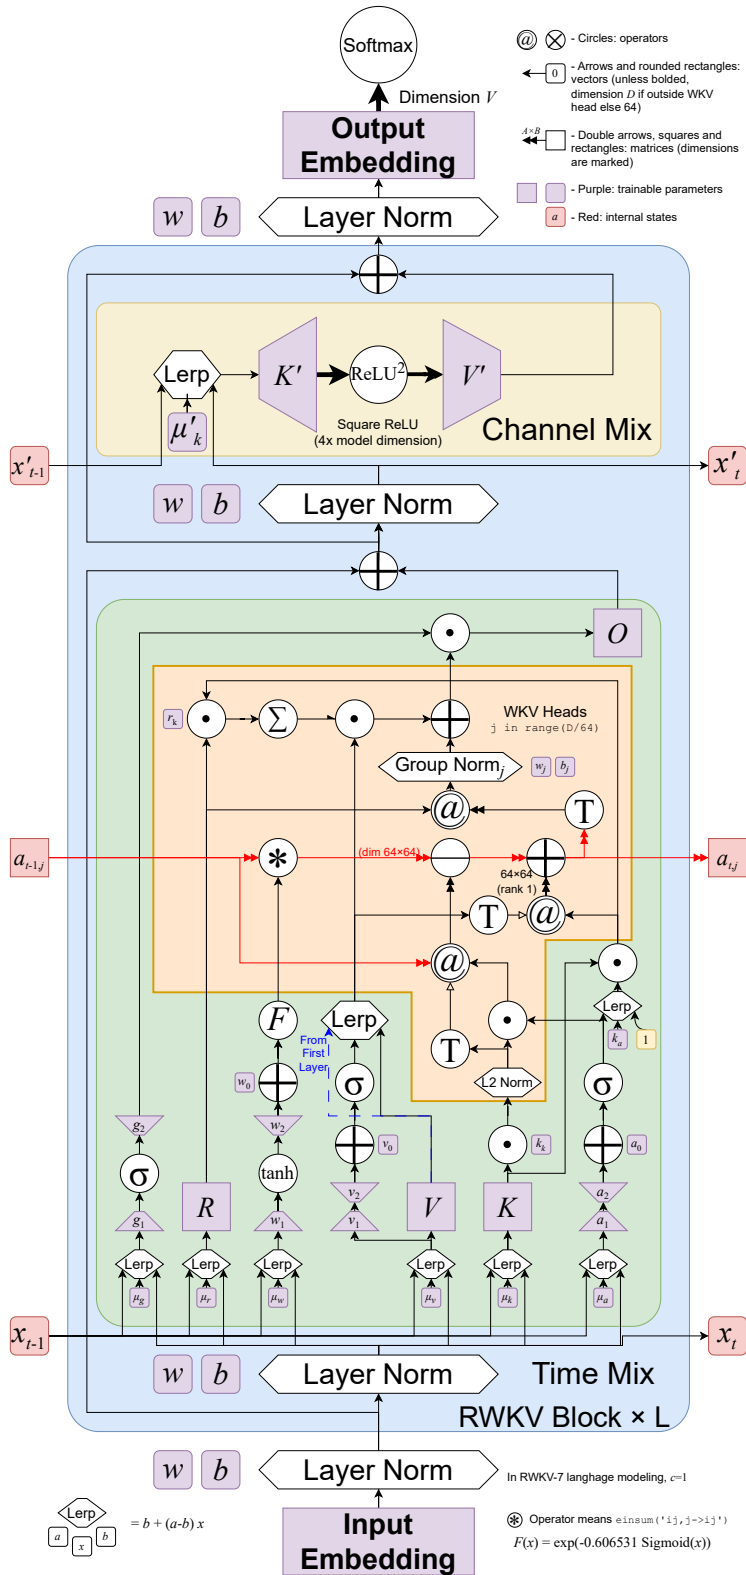 Softmax
@ ⊗ - Circles: operators
0 - Arrows and rounded rectangles:
vectors (unless bolded,
dimension D if outside WKV
head else 64)
A×B - Double arrows, squares and
rectangles: matrices (dimensions
are marked)
- Purple: trainable parameters
a - Red: internal states
Dimension V
Output
Embedding
w b Layer Norm
Lerp K' ReLU² V'
μ'k
Square ReLU
(4x model dimension)
Channel Mix
x't-1 x't
w b Layer Norm
O
WKV Heads
j in range(D/64)
rk Σ
Group Normj wj bj
@ T
at-1,j * (dim 64×64) at,j
64×64
(rank 1)
T @
@
F Lerp Lerp
From
First
Layer
T ka 1
w0 σ L2 Norm σ
g2 w2 v0 kk a0
σ tanh
v2 a2
g1 R w1 v1 V K a1
Lerp Lerp Lerp Lerp Lerp Lerp
μg μr μw μv μk μa
xt-1 xt
w b Layer Norm Time Mix
RWKV Block × L
w b Layer Norm
In RWKV-7 langhage modeling, c=1
Lerp
a x b
= b + (a-b) x
Input
Embedding
⊛ Operator means einsum('ij,j->ij')
F(x) = exp(-0.606531 Sigmoid(x))